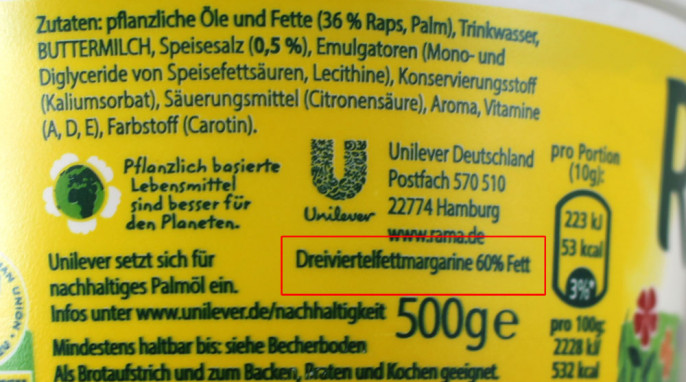 Zutaten: pflanzliche Öle und Fette (36 % Raps, Palm), Trinkwasser,
BUTTERMILCH, Speisesalz (0,5 %), Emulgatoren (Mono- und
Diglyceride von Speisefettsäuren, Lecithine), Konservierungsstoff
(Kaliumsorbat), Säuerungsmittel (Citronensäure), Aroma, Vitamine
(A, D, E), Farbstoff (Carotin).
Pflanzlich basierte
Lebensmittel
sind besser für
den Planeten.
Unilever
Unilever Deutschland
Postfach 570 510
22774 Hamburg
www.rama.de
pro Portion
(10g):
223 kJ
53 kcal
3%*
Dreiviertelfettmargarine 60% Fett
Unilever setzt sich für
nachhaltiges Palmöl ein.
Infos unter www.unilever.de/nachhaltigkeit
500g e
pro 100g:
2228 kJ
532 kcal
Mindestens haltbar bis: siehe Becherboden
Als Brotaufstrich und zum Backen, Braten und Kochen geeignet.